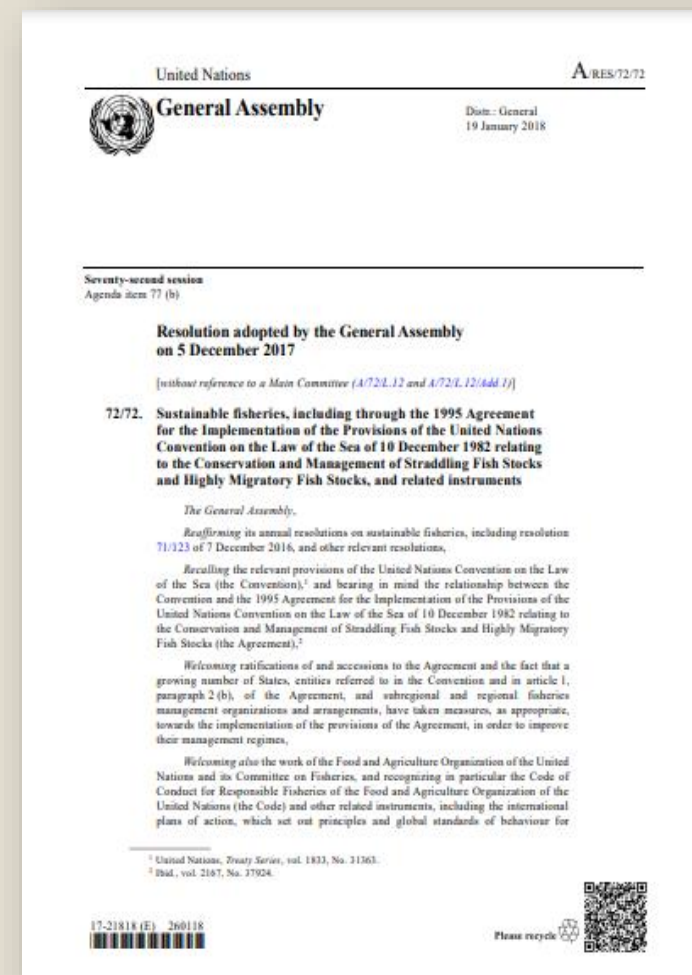 United Nations
A/RES/72/72
General Assembly
Distr.: General
19 January 2018
Seventy-second session
Agenda item 77 (b)
Resolution adopted by the General Assembly
on 5 December 2017
[without reference to a Main Committee (A/72/L.12 and A/72/L.12/Add.1)]
72/72. Sustainable fisheries, including through the 1995 Agreement
for the Implementation of the Provisions of the United Nations
Convention on the Law of the Sea of 10 December 1982 relating
to the Conservation and Management of Straddling Fish Stocks
and Highly Migratory Fish Stocks, and related instruments
The General Assembly,
Reaffirming its annual resolutions on sustainable fisheries, including resolution
71/123 of 7 December 2016, and other relevant resolutions,
Recalling the relevant provisions of the United Nations Convention on the Law
of the Sea (the Convention),¹ and bearing in mind the relationship between the
Convention and the 1995 Agreement for the Implementation of the Provisions of the
United Nations Convention on the Law of the Sea of 10 December 1982 relating to
the Conservation and Management of Straddling Fish Stocks and Highly Migratory
Fish Stocks (the Agreement),²
Welcoming ratifications of and accessions to the Agreement and the fact that a
growing number of States, entities referred to in the Convention and in article 1,
paragraph 2 (b), of the Agreement, and subregional and regional fisheries
management organizations and arrangements, have taken measures, as appropriate,
towards the implementation of the provisions of the Agreement, in order to improve
their management regimes,
Welcoming also the work of the Food and Agriculture Organization of the United
Nations and its Committee on Fisheries, and recognizing in particular the Code of
Conduct for Responsible Fisheries of the Food and Agriculture Organization of the
United Nations (the Code) and other related instruments, including the international
plans of action, which set out principles and global standards of behaviour for
¹ United Nations, Treaty Series, vol. 1833, No. 31363.
² Ibid., vol. 2167, No. 37924.
17-21818 (E) 260118
Please recycle